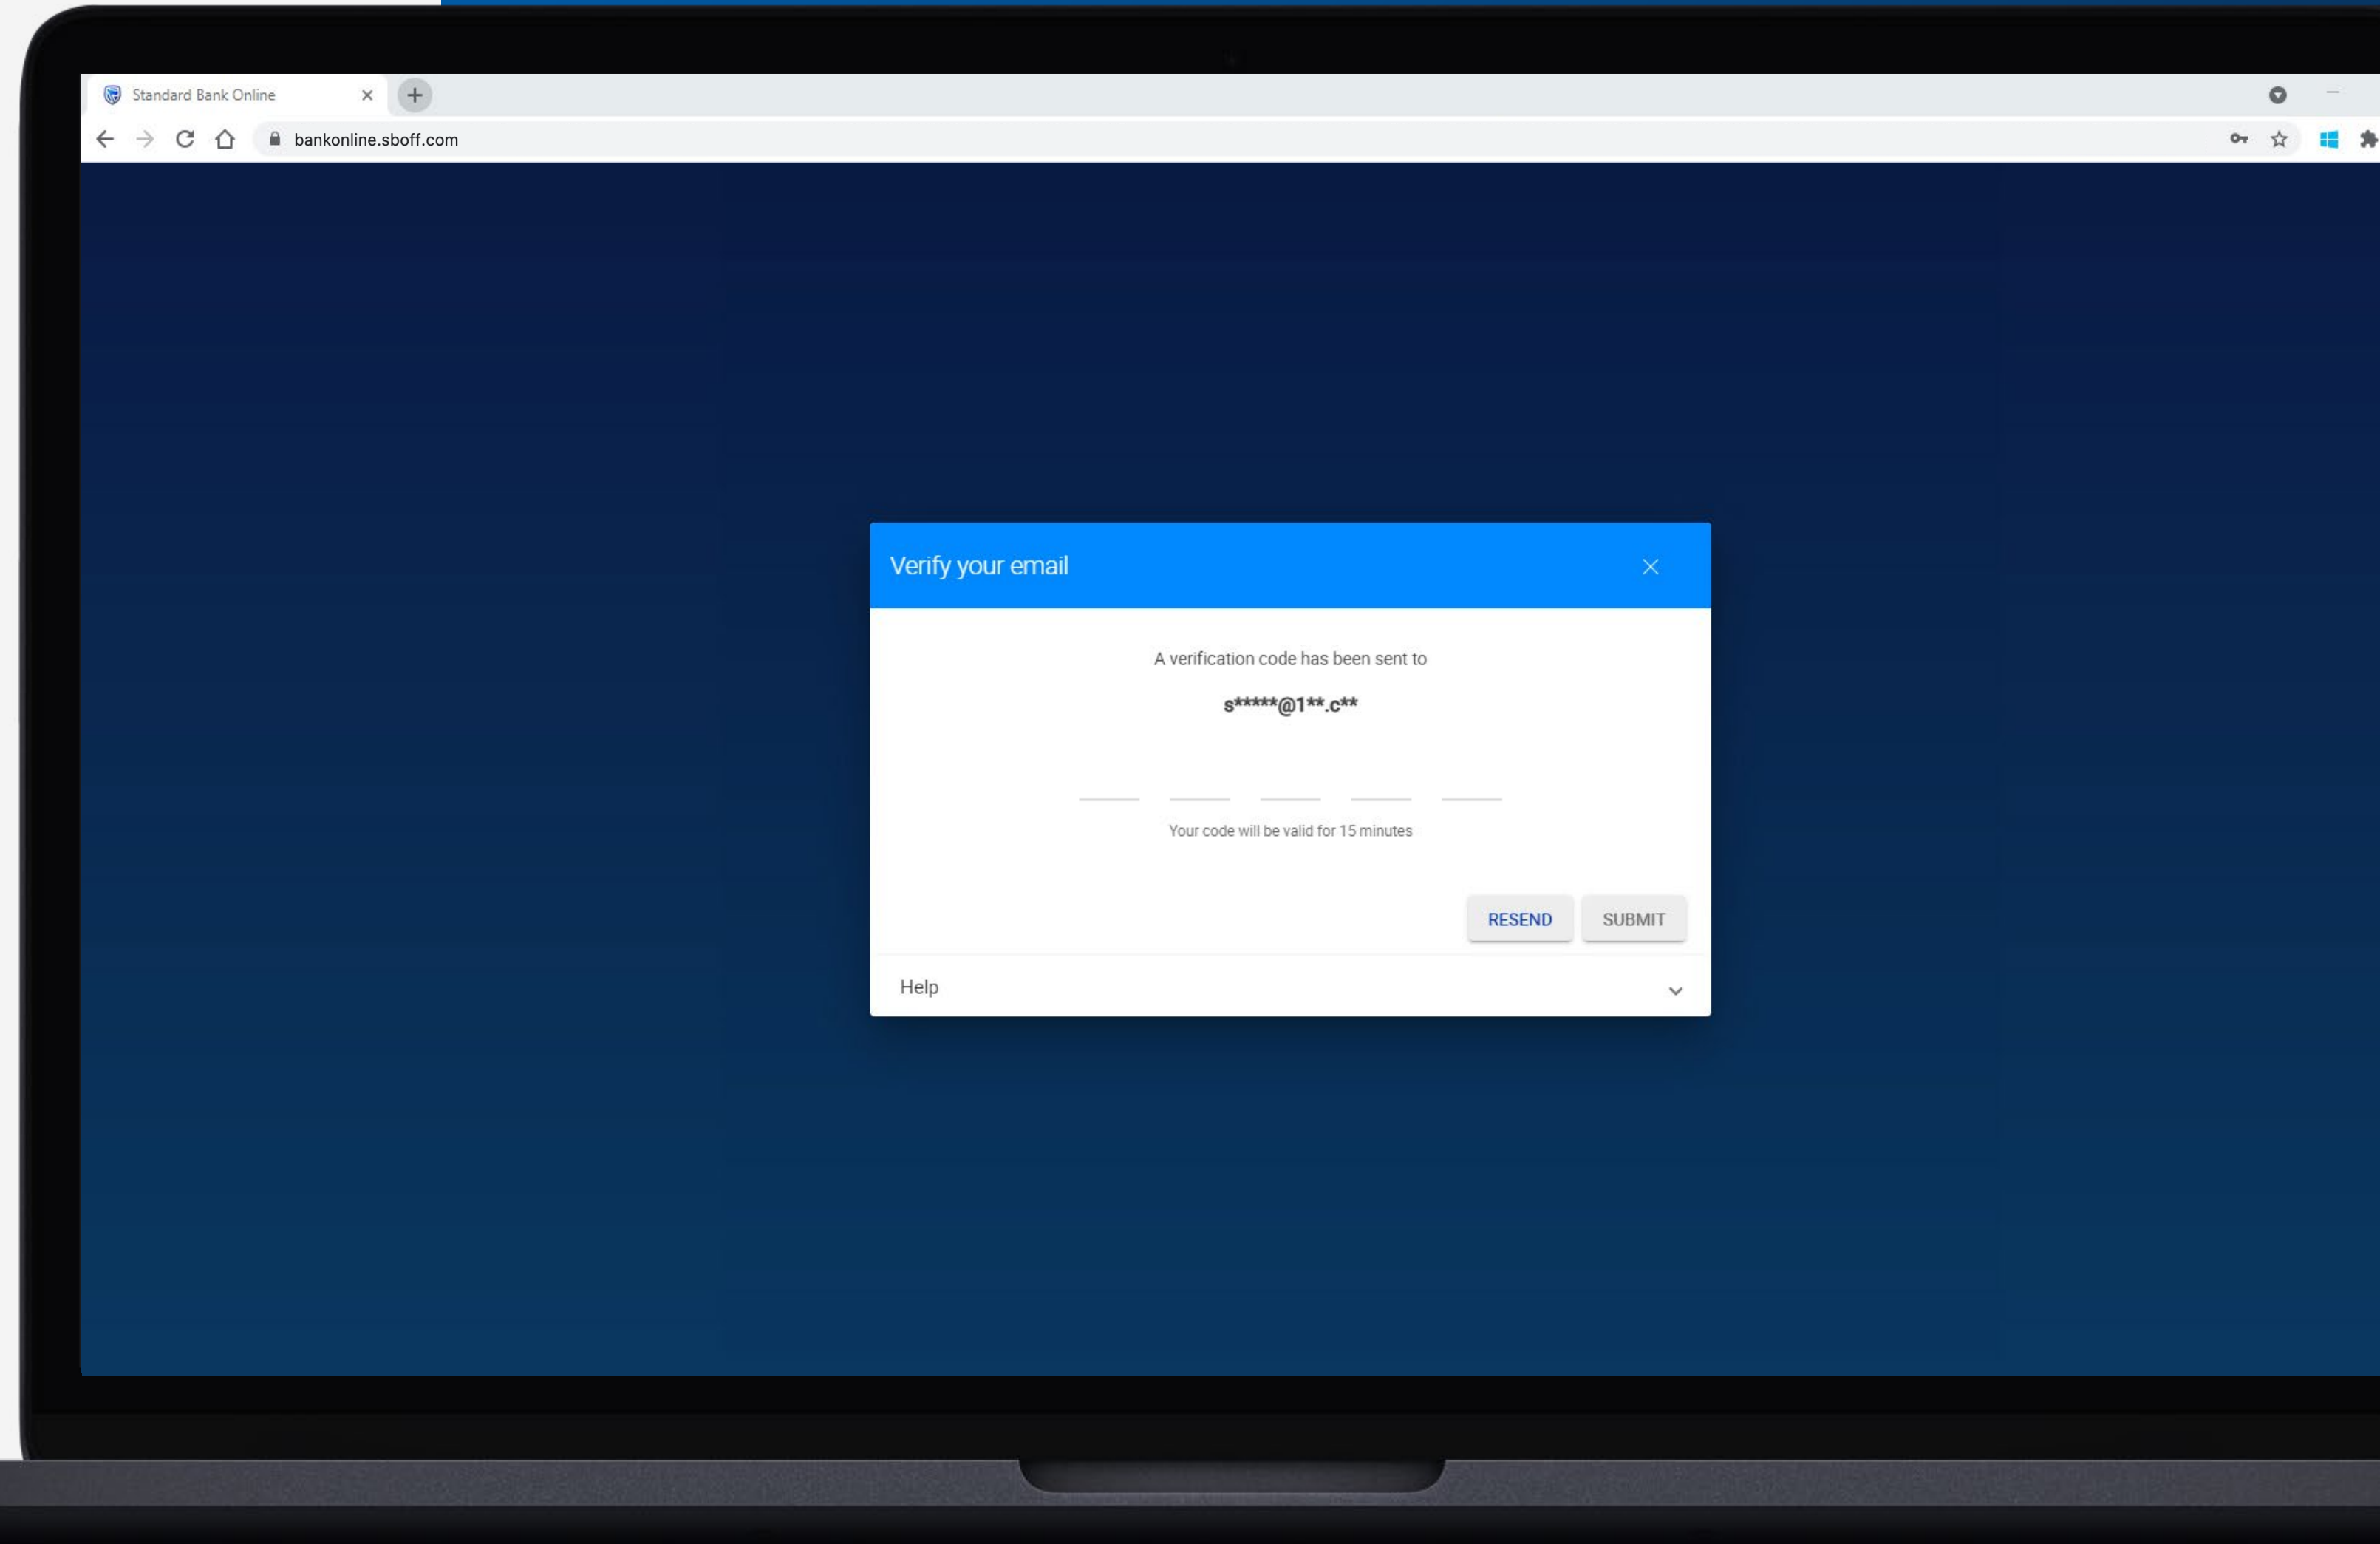 Standard Bank Online
bankonline.sboff.com
Verify your email
A verification code has been sent to
s*****@1**.c**
Your code will be valid for 15 minutes
RESEND SUBMIT
Help